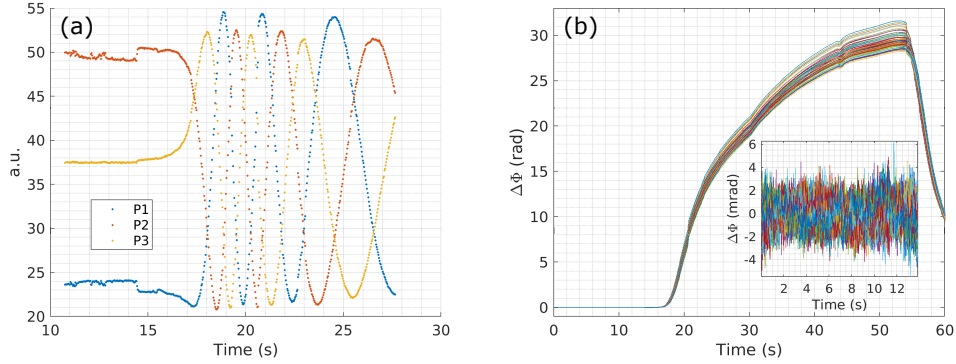 (a)
55
50
45
40
35
30
25
20
a.u.
P1
P2
P3
10 15 20 25 30
Time (s)
(b)
30
25
20
15
10
5
0
ΔΦ (rad)
0 10 20 30 40 50 60
Time (s)
6
4
2
0
-2
-4
ΔΦ (mrad)
2 4 6 8 10 12
Time (s)